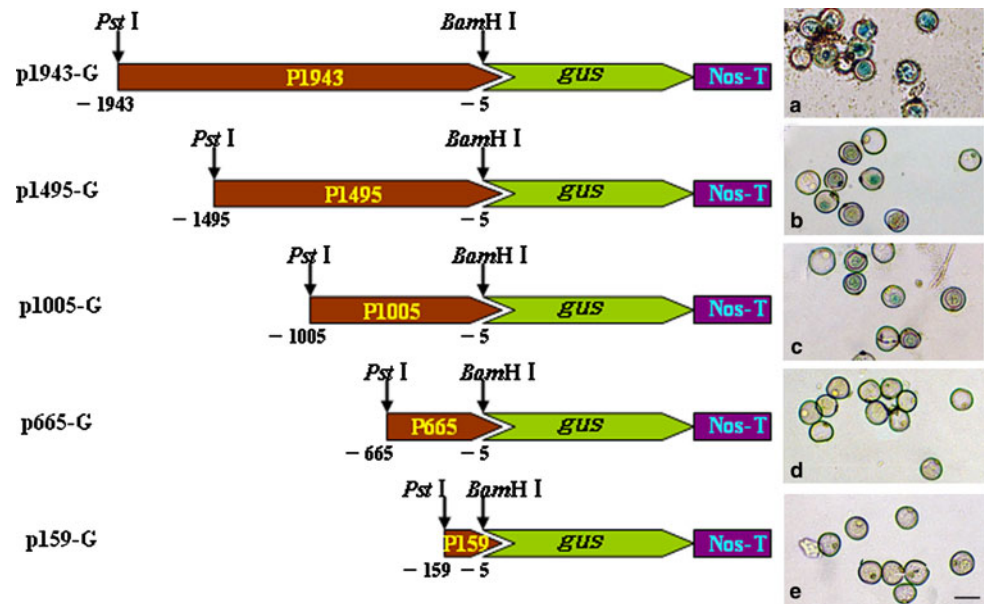 Pst I BamH I
p1943-G P1943 gus Nos-T a
– 1943 – 5
Pst I BamH I
p1495-G P1495 gus Nos-T b
– 1495 – 5
Pst I BamH I
p1005-G P1005 gus Nos-T c
– 1005 – 5
Pst I BamH I
p665-G P665 gus Nos-T d
– 665 – 5
Pst I BamH I
p159-G P159 gus Nos-T e
– 159 – 5